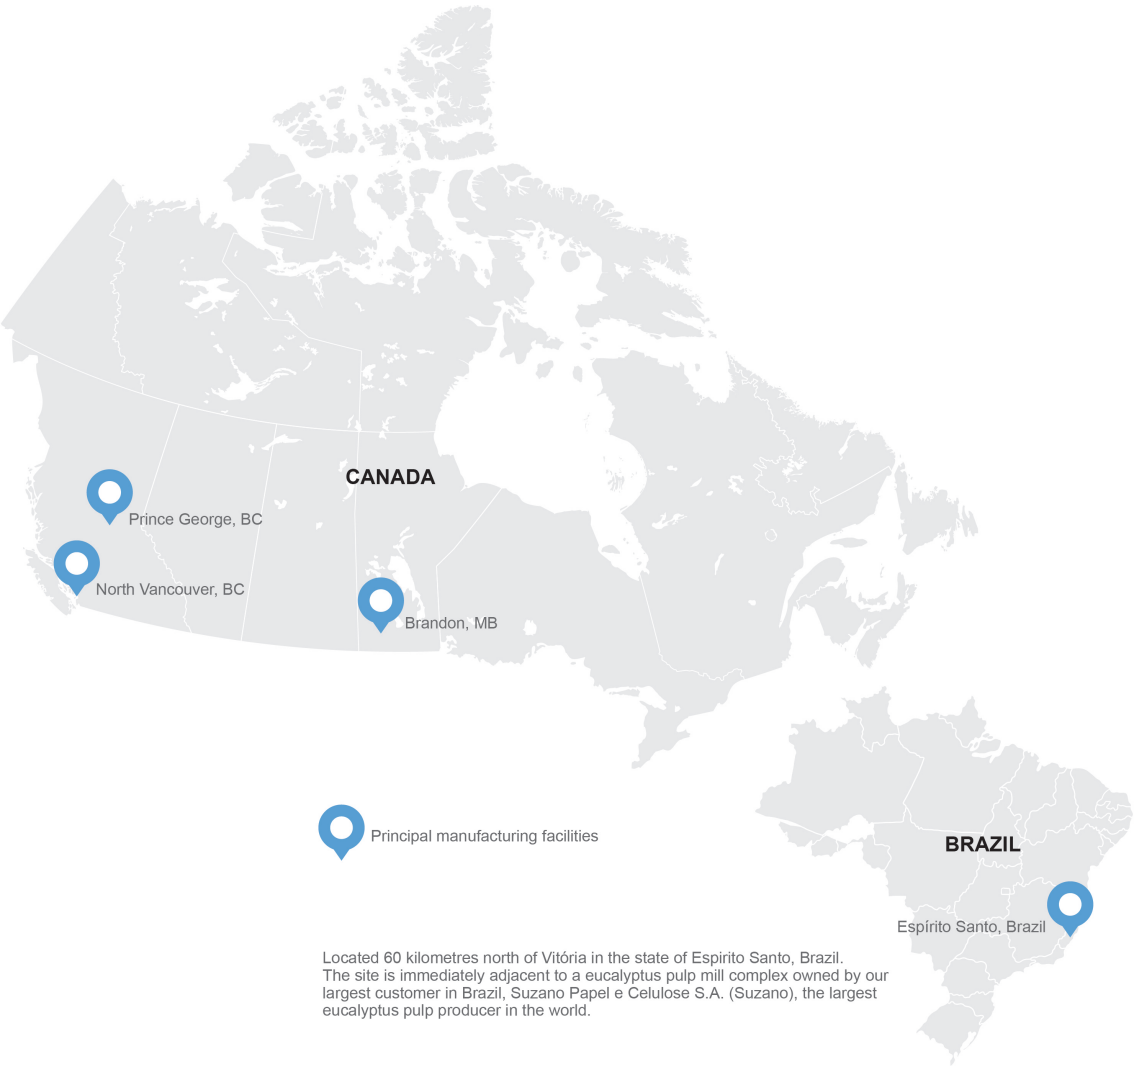 CANADA
Prince George, BC
North Vancouver, BC
Brandon, MB
Principal manufacturing facilities
BRAZIL
Espírito Santo, Brazil
Located 60 kilometres north of Vitória in the state of Espirito Santo, Brazil.
The site is immediately adjacent to a eucalyptus pulp mill complex owned by our
largest customer in Brazil, Suzano Papel e Celulose S.A. (Suzano), the largest
eucalyptus pulp producer in the world.